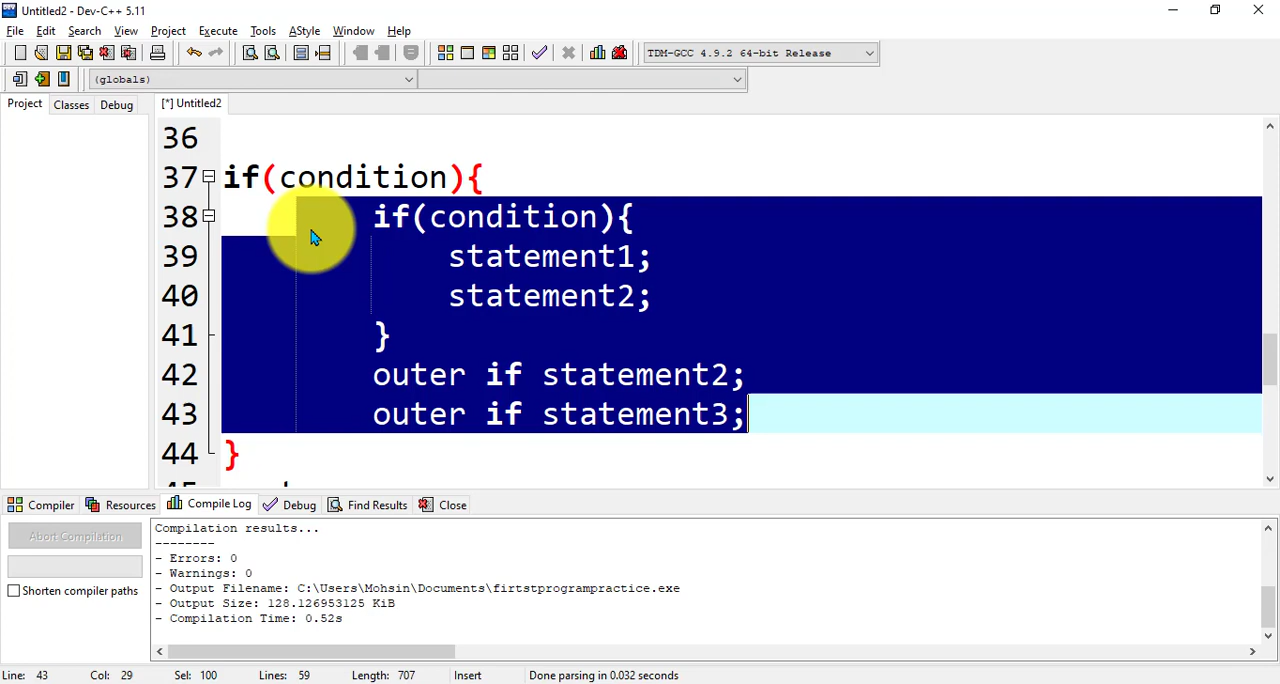 Untitled2 - Dev-C++ 5.11
File Edit Search View Project Execute Tools AStyle Window Help
TDM-GCC 4.9.2 64-bit Release
(globals)
Project Classes Debug [*] Untitled2
36
37 if(condition){
38 if(condition){
39 statement1;
40 statement2;
41 }
42 outer if statement2;
43 outer if statement3;
44 }
Compiler Resources Compile Log Debug Find Results Close
Abort Compilation
Shorten compiler paths
Compilation results...
--------
- Errors: 0
- Warnings: 0
- Output Filename: C:\Users\Mohsin\Documents\firtstprogrampractice.exe
- Output Size: 128.126953125 KiB
- Compilation Time: 0.52s
Line: 43 Col: 29 Sel: 100 Lines: 59 Length: 707 Insert Done parsing in 0.032 seconds